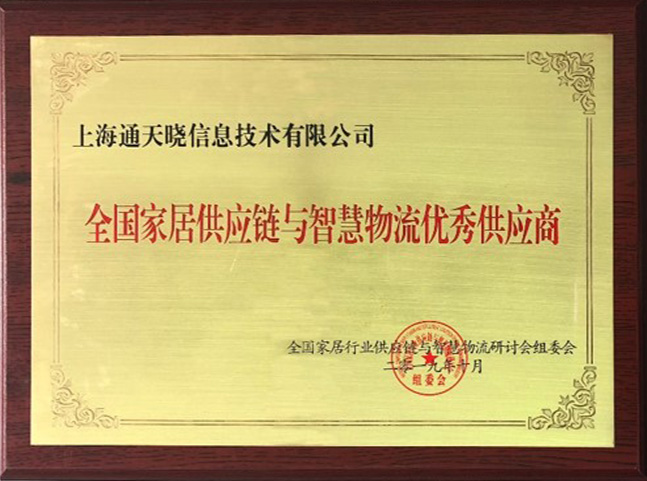 上海通天晓信息技术有限公司
全国家居供应链与智慧物流优秀供应商
全国家居行业供应链与智慧物流研讨会组委会
二零一九年十月
组委会